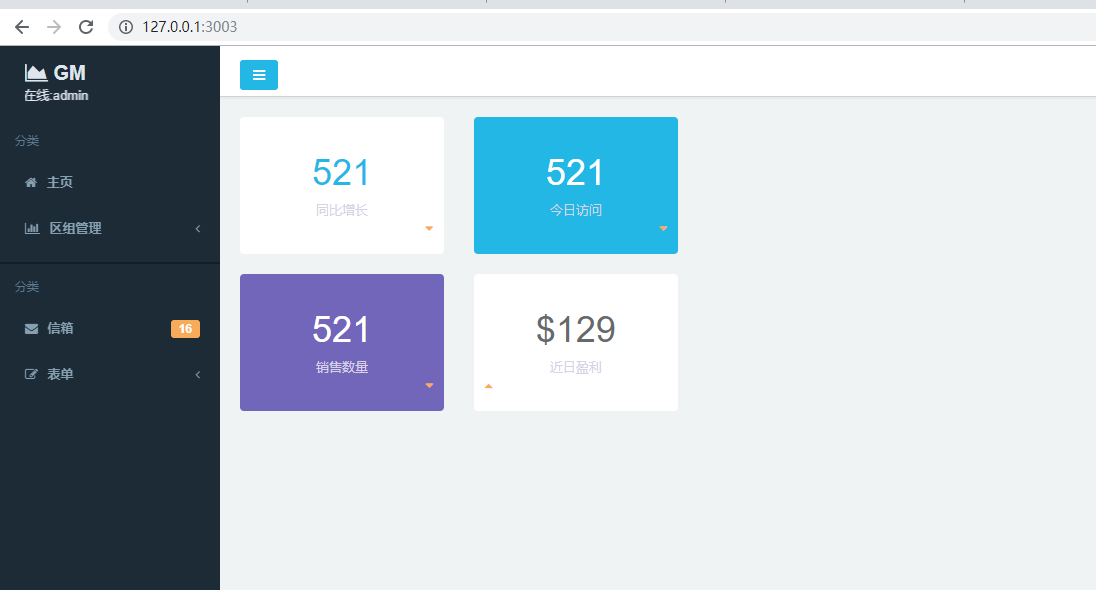 127.0.0.1:3003
GM
在线:admin
分类
主页
区组管理
分类
信箱 16
表单
521
同比增长
521
今日访问
521
销售数量
$129
近日盈利